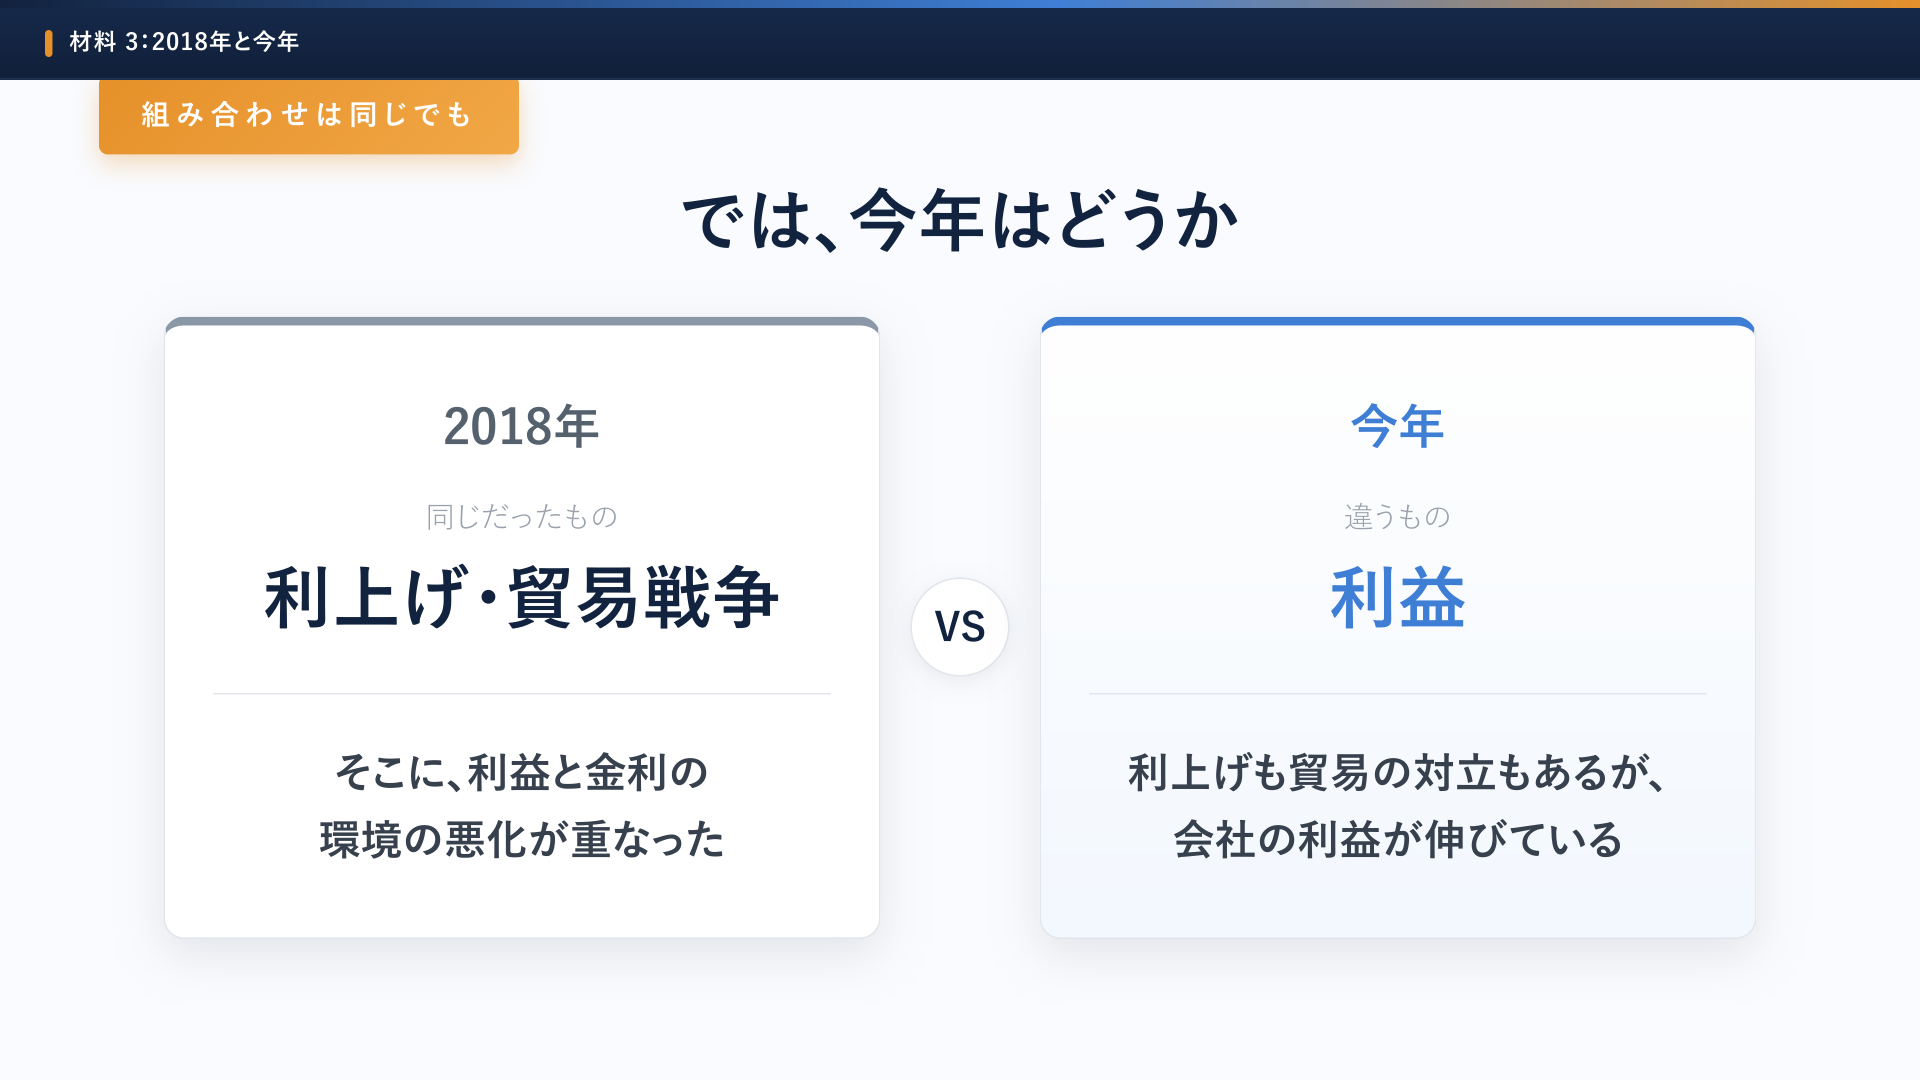 材料 3：2018年と今年
組み合わせは同じでも
では、今年はどうか
2018年
同じだったもの
利上げ・貿易戦争
そこに、利益と金利の
環境の悪化が重なった
VS
今年
違うもの
利益
利上げも貿易の対立もあるが、
会社の利益が伸びている